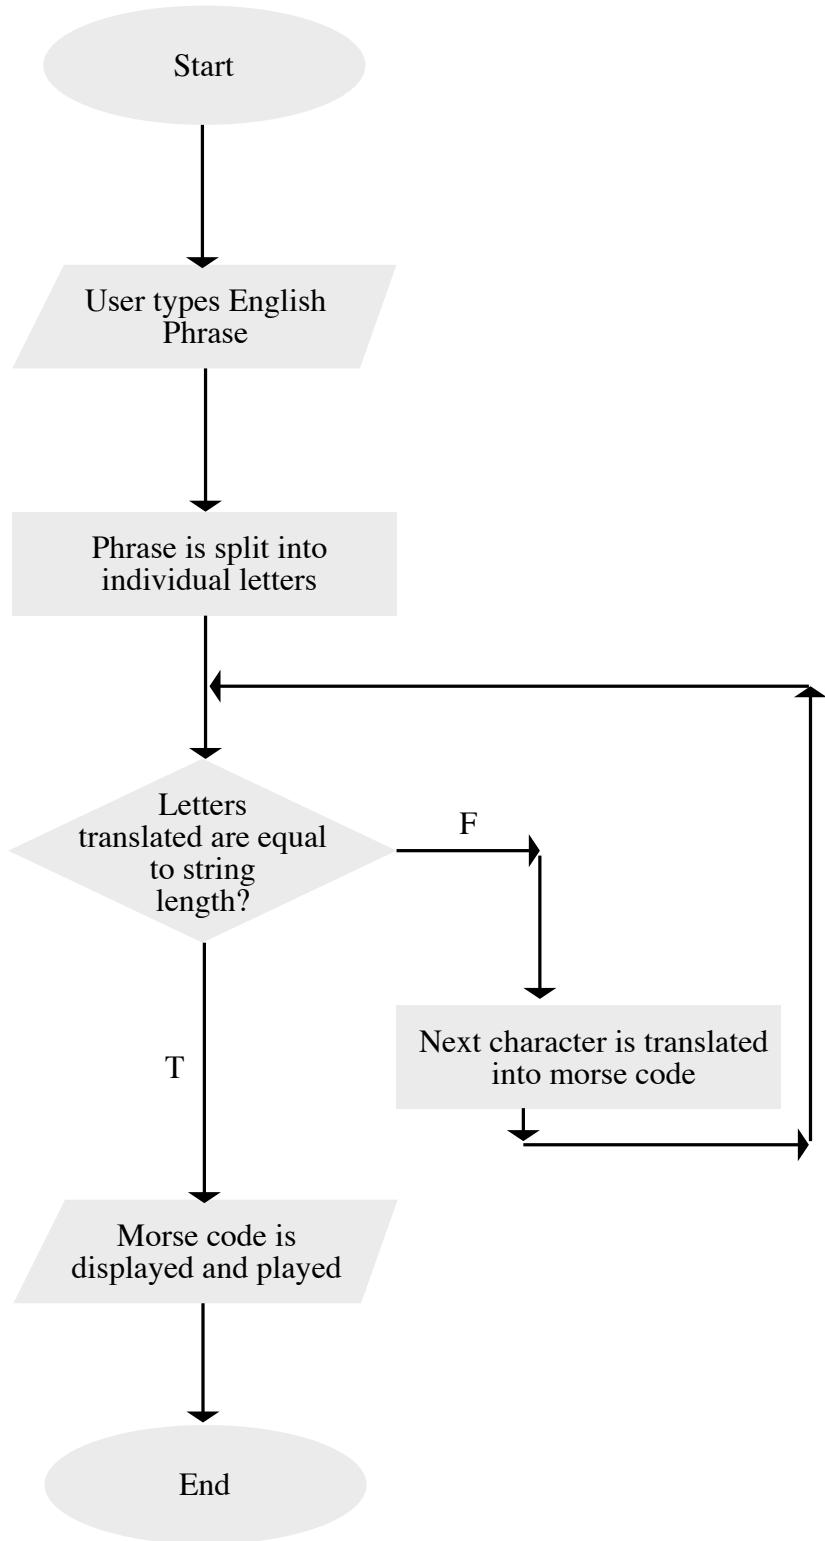 Start
User types English
Phrase
Phrase is split into
individual letters
Letters
translated are equal
to string
length?
F
Next character is translated
into morse code
T
Morse code is
displayed and played
End